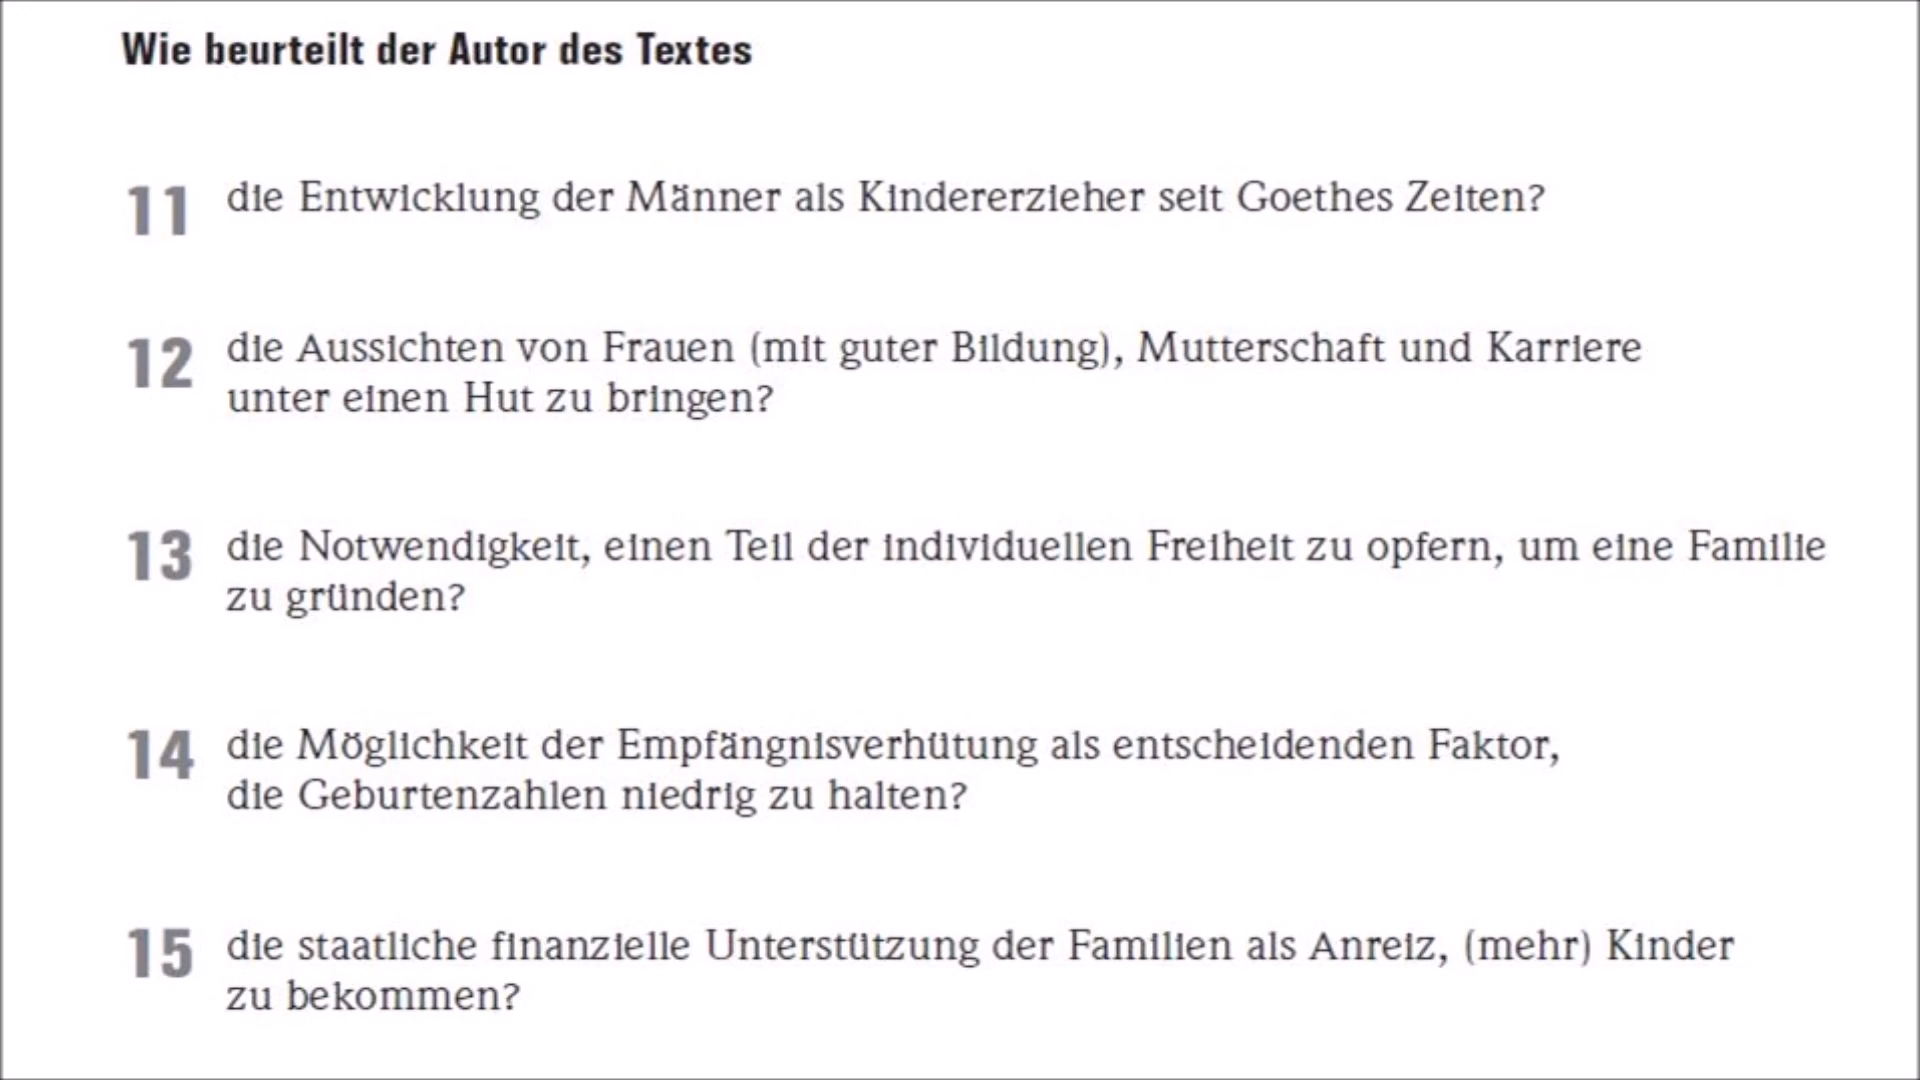 Wie beurteilt der Autor des Textes
11 die Entwicklung der Männer als Kindererzieher seit Goethes Zeiten?
12 die Aussichten von Frauen (mit guter Bildung), Mutterschaft und Karriere
unter einen Hut zu bringen?
13 die Notwendigkeit, einen Teil der individuellen Freiheit zu opfern, um eine Familie
zu gründen?
14 die Möglichkeit der Empfängnisverhütung als entscheidenden Faktor,
die Geburtenzahlen niedrig zu halten?
15 die staatliche finanzielle Unterstützung der Familien als Anreiz, (mehr) Kinder
zu bekommen?